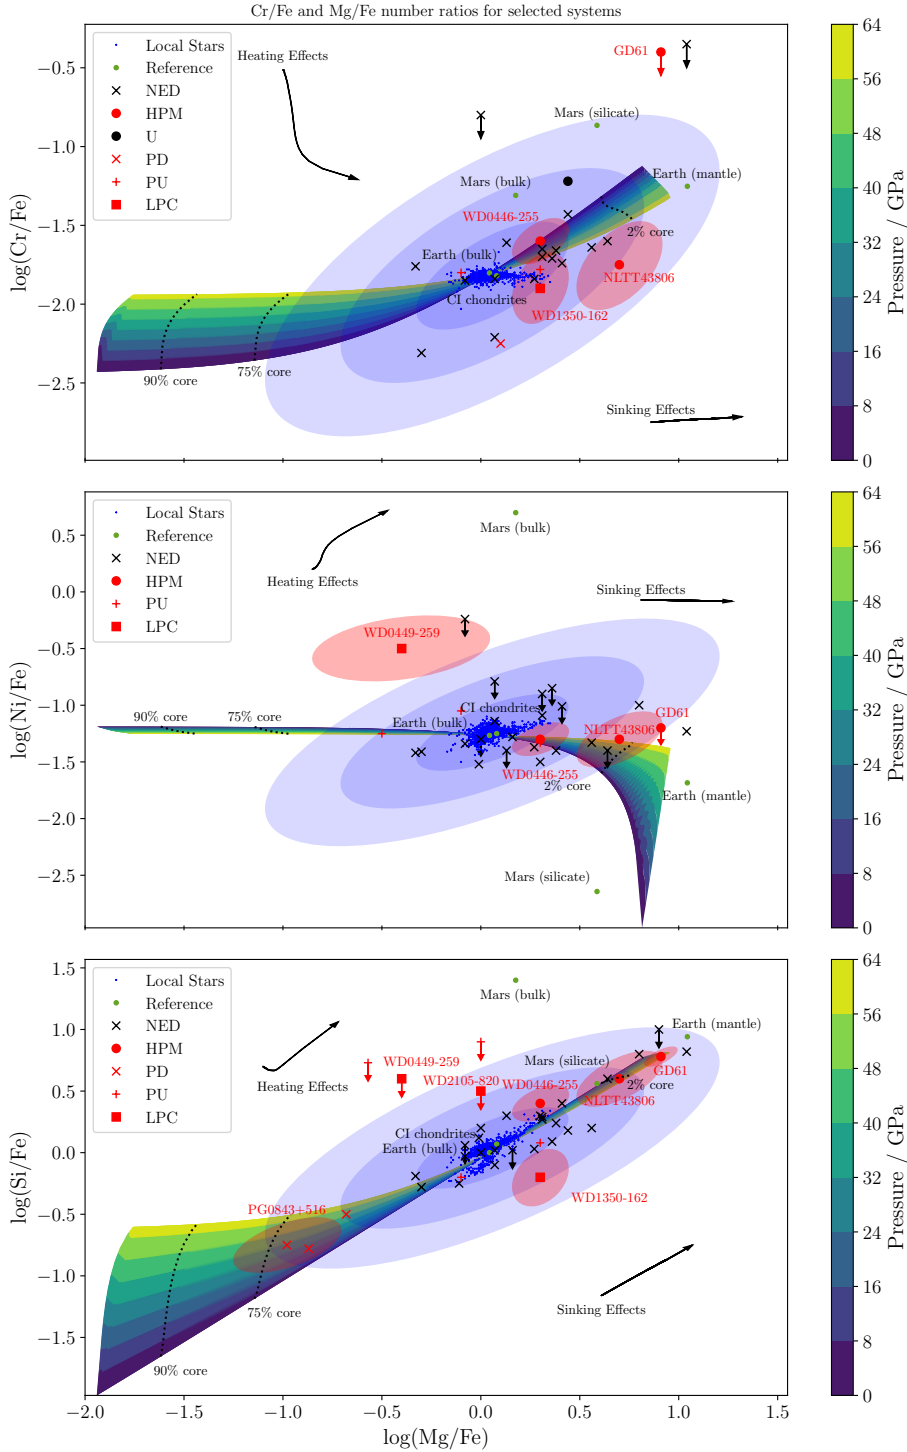 Cr/Fe and Mg/Fe number ratios for selected systems
Local Stars
Reference
NED
HPM
U
PD
PU
LPC
Heating Effects
GD61
Mars (silicate)
Mars (bulk)
Earth (mantle)
WD0446-255
2% core
Earth (bulk)
NLTT43806
CI chondrites
WD1350-162
90% core
75% core
Sinking Effects
log(Cr/Fe)
−0.5
−1.0
−1.5
−2.0
−2.5
64
56
48
40
32
24
16
8
0
Pressure / GPa
Local Stars
Reference
NED
HPM
PU
LPC
Heating Effects
Mars (bulk)
Sinking Effects
WD0449-259
CI chondrites
GD61
90% core
75% core
Earth (bulk)
NLTT43806
WD0446-255
2% core
Earth (mantle)
Mars (silicate)
log(Ni/Fe)
0.5
0.0
−0.5
−1.0
−1.5
−2.0
−2.5
64
56
48
40
32
24
16
8
0
Pressure / GPa
Local Stars
Reference
NED
HPM
PD
PU
LPC
Mars (bulk)
Heating Effects
Earth (mantle)
WD0449-259
Mars (silicate)
WD2105-820
WD0446-255
GD61
2% core
NLTT43806
CI chondrites
Earth (bulk)
WD1350-162
PG0843+516
75% core
Sinking Effects
90% core
log(Si/Fe)
1.5
1.0
0.5
0.0
−0.5
−1.0
−1.5
64
56
48
40
32
24
16
8
0
Pressure / GPa
−2.0
−1.5
−1.0
−0.5
0.0
0.5
1.0
1.5
log(Mg/Fe)